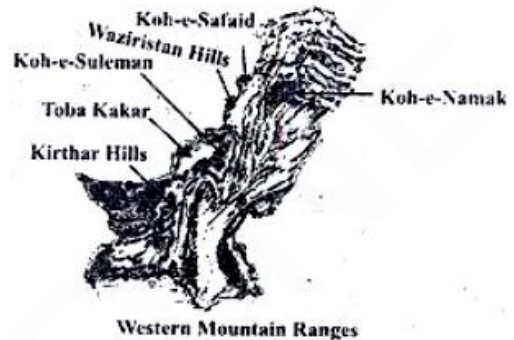 Koh-e-Safaid
Waziristan Hills
Koh-e-Suleman
Koh-e-Namak
Toba Kakar
Kirthar Hills
Western Mountain Ranges